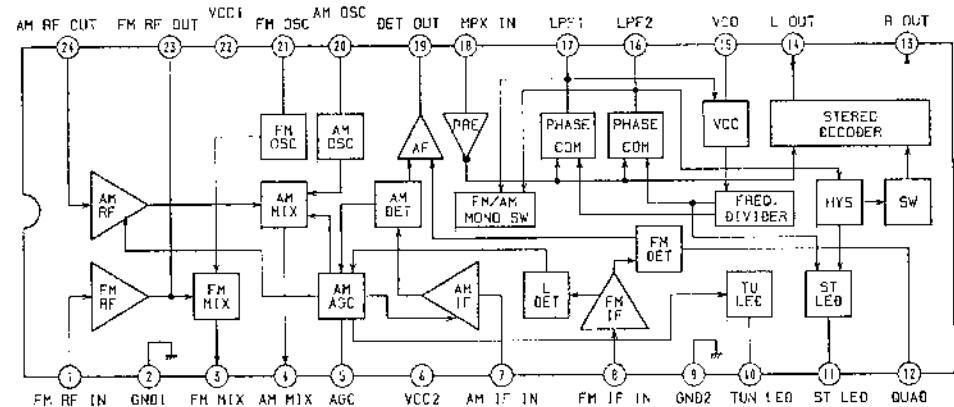 AM RF OUT FM RF OUT VCC1 FM OSC AM OSC DET OUT MPX IN LPF1 LPF2 VCO L OUT R OUT
24 23 22 21 20 19 18 17 16 15 14 13
FM OSC
AM OSC
AF
PRE
PHASE COM
PHASE COM
VCO
STEREO DECODER
AM RF
AM MIX
AM DET
FM/AM MONO SW
FREQ. DIVIDER
HYS
SW
FM RF
FM MIX
AM AGC
AM IF
L DET
FM IF
FM DET
TU LED
ST LED
1 2 3 4 5 6 7 8 9 10 11 12
FM RF IN GND1 FM MIX AM MIX AGC VCC2 AM IF IN FM IF IN GND2 TUN LED ST LED QUAD